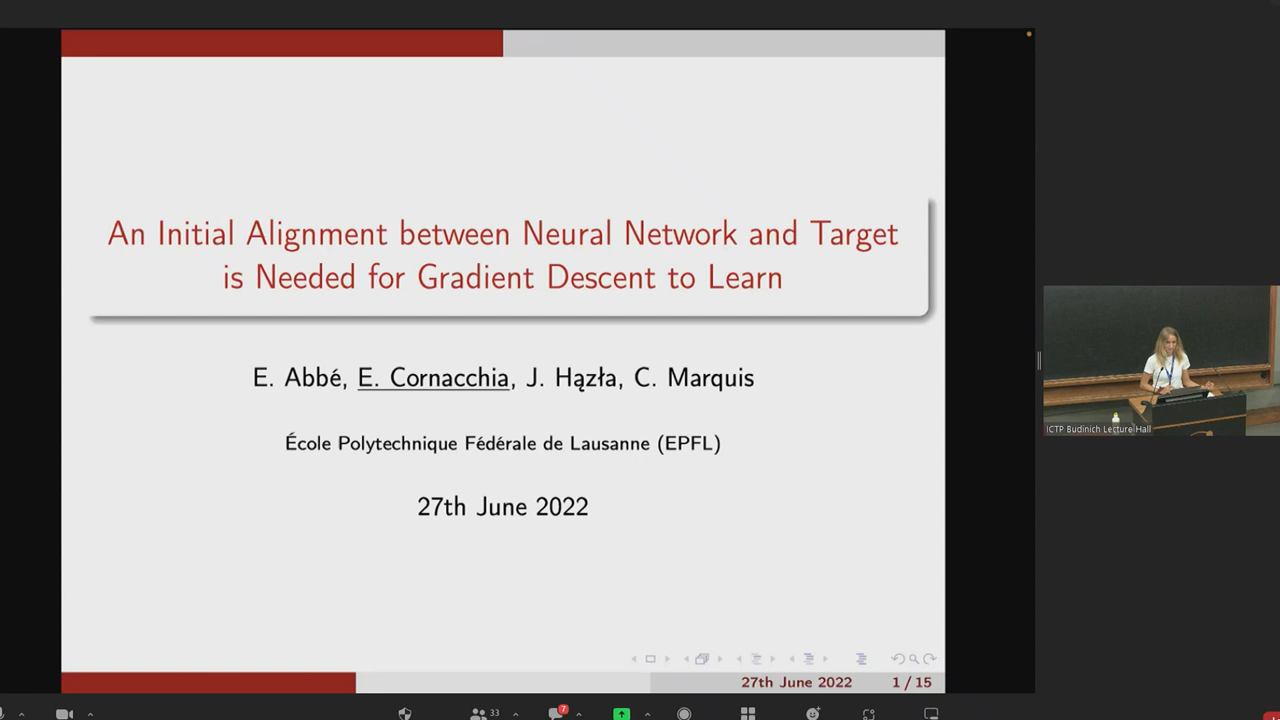 An Initial Alignment between Neural Network and Target
is Needed for Gradient Descent to Learn
E. Abbé, E. Cornacchia, J. Hązła, C. Marquis
École Polytechnique Fédérale de Lausanne (EPFL)
27th June 2022
27th June 2022 1 / 15
ICTP Budinich Lecture Hall
33
7